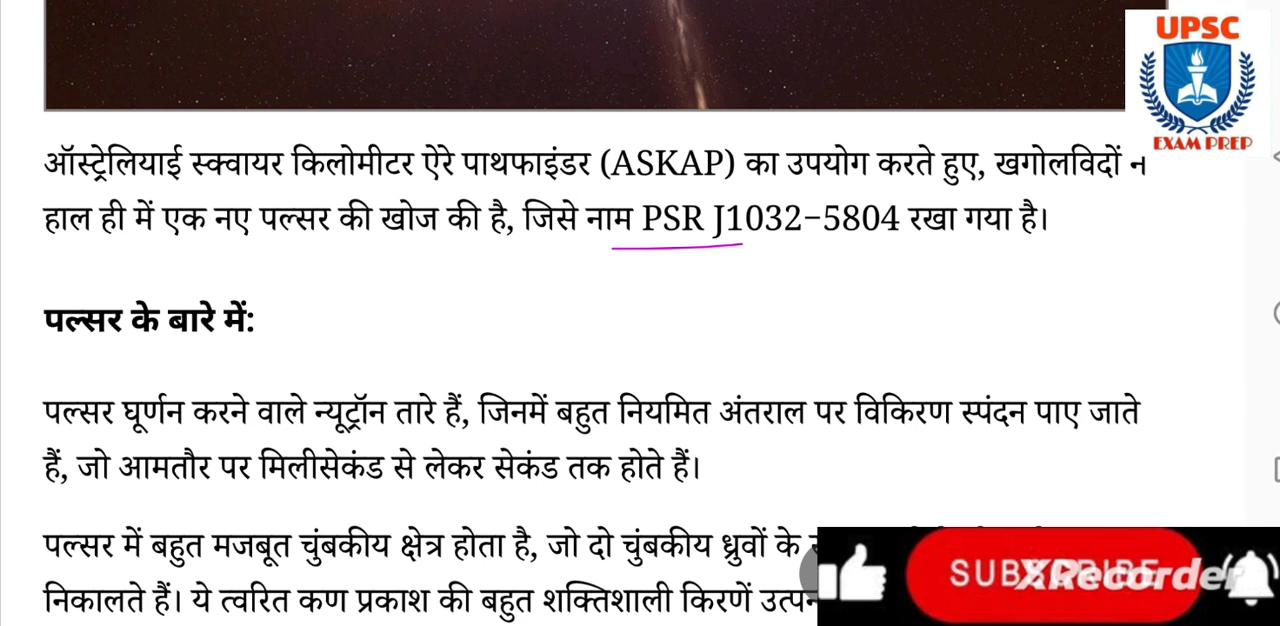 UPSC
EXAM PREP
ऑस्ट्रेलियाई स्क्वायर किलोमीटर ऐरे पाथफाइंडर (ASKAP) का उपयोग करते हुए, खगोलविदों
हाल ही में एक नए पल्सर की खोज की है, जिसे नाम PSR J1032-5804 रखा गया है।
पल्सर के बारे में:
पल्सर घूर्णन करने वाले न्यूट्रॉन तारे हैं, जिनमें बहुत नियमित अंतराल पर विकिरण स्पंदन पाए जाते
हैं, जो आमतौर पर मिलीसेकंड से लेकर सेकंड तक होते हैं।
पल्सर में बहुत मजबूत चुंबकीय क्षेत्र होता है, जो दो चुंबकीय ध्रुवों के
निकालते हैं। ये त्वरित कण प्रकाश की बहुत शक्तिशाली किरणें
SUBSCRIBE
XRecorder